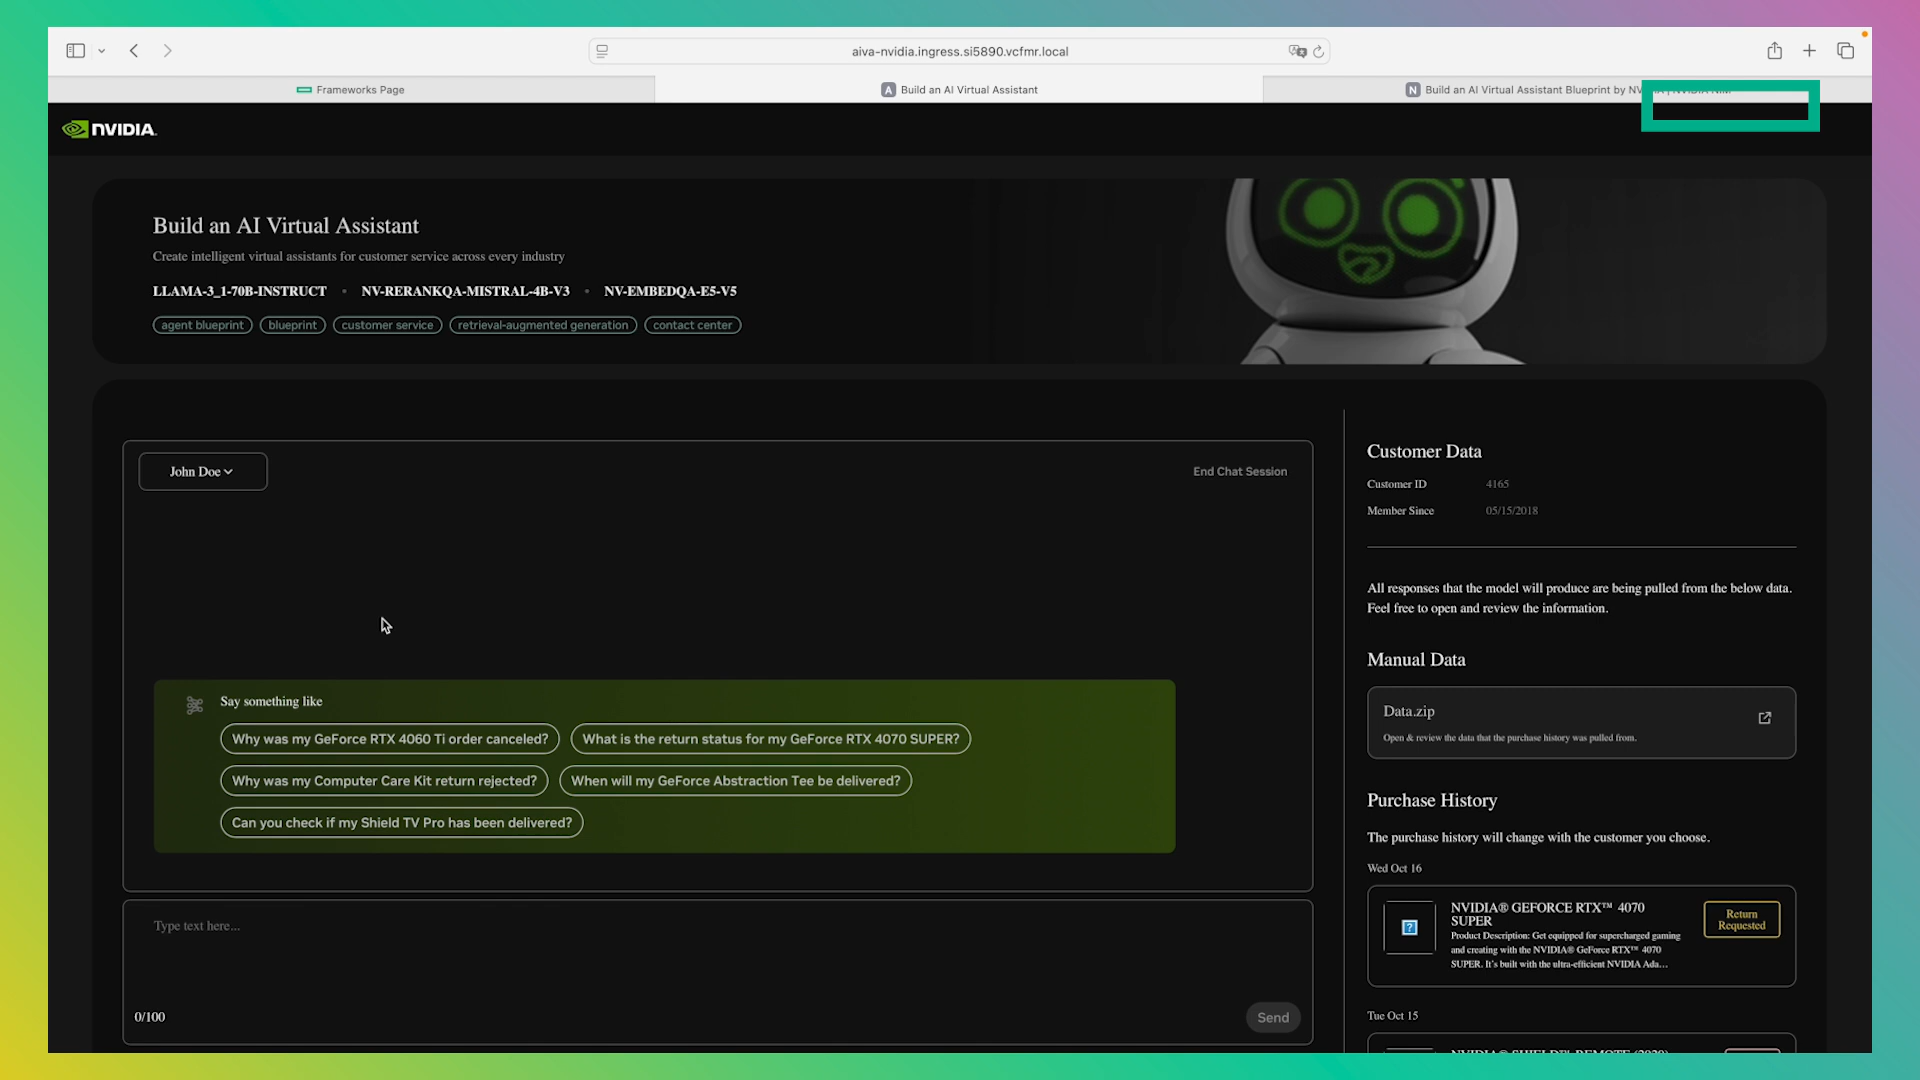 aiva-nvidia.ingress.si5890.vcfmr.local
Frameworks Page
Build an AI Virtual Assistant
Build an AI Virtual Assistant Blueprint by
NVIDIA
Build an AI Virtual Assistant
Create intelligent virtual assistants for customer service across every industry
LLAMA-3_1-70B-INSTRUCT • NV-RERANKQA-MISTRAL-4B-V3 • NV-EMBEDQA-E5-V5
agent blueprint blueprint customer service retrieval-augmented generation contact center
John Doe
End Chat Session
Say something like
Why was my GeForce RTX 4060 Ti order canceled? What is the return status for my GeForce RTX 4070 SUPER?
Why was my Computer Care Kit return rejected? When will my GeForce Abstraction Tee be delivered?
Can you check if my Shield TV Pro has been delivered?
Type text here...
0/100
Send
Customer Data
Customer ID 4165
Member Since 05/15/2018
All responses that the model will produce are being pulled from the below data.
Feel free to open and review the information.
Manual Data
Data.zip
Open & review the data that the purchase history was pulled from.
Purchase History
The purchase history will change with the customer you choose.
Wed Oct 16
NVIDIA® GEFORCE RTX™ 4070
SUPER
Product Description: Get equipped for supercharged gaming
and creating with the NVIDIA® GeForce RTX™ 4070
SUPER. It's built with the ultra-efficient NVIDIA Ada...
Return
Requested
Tue Oct 15